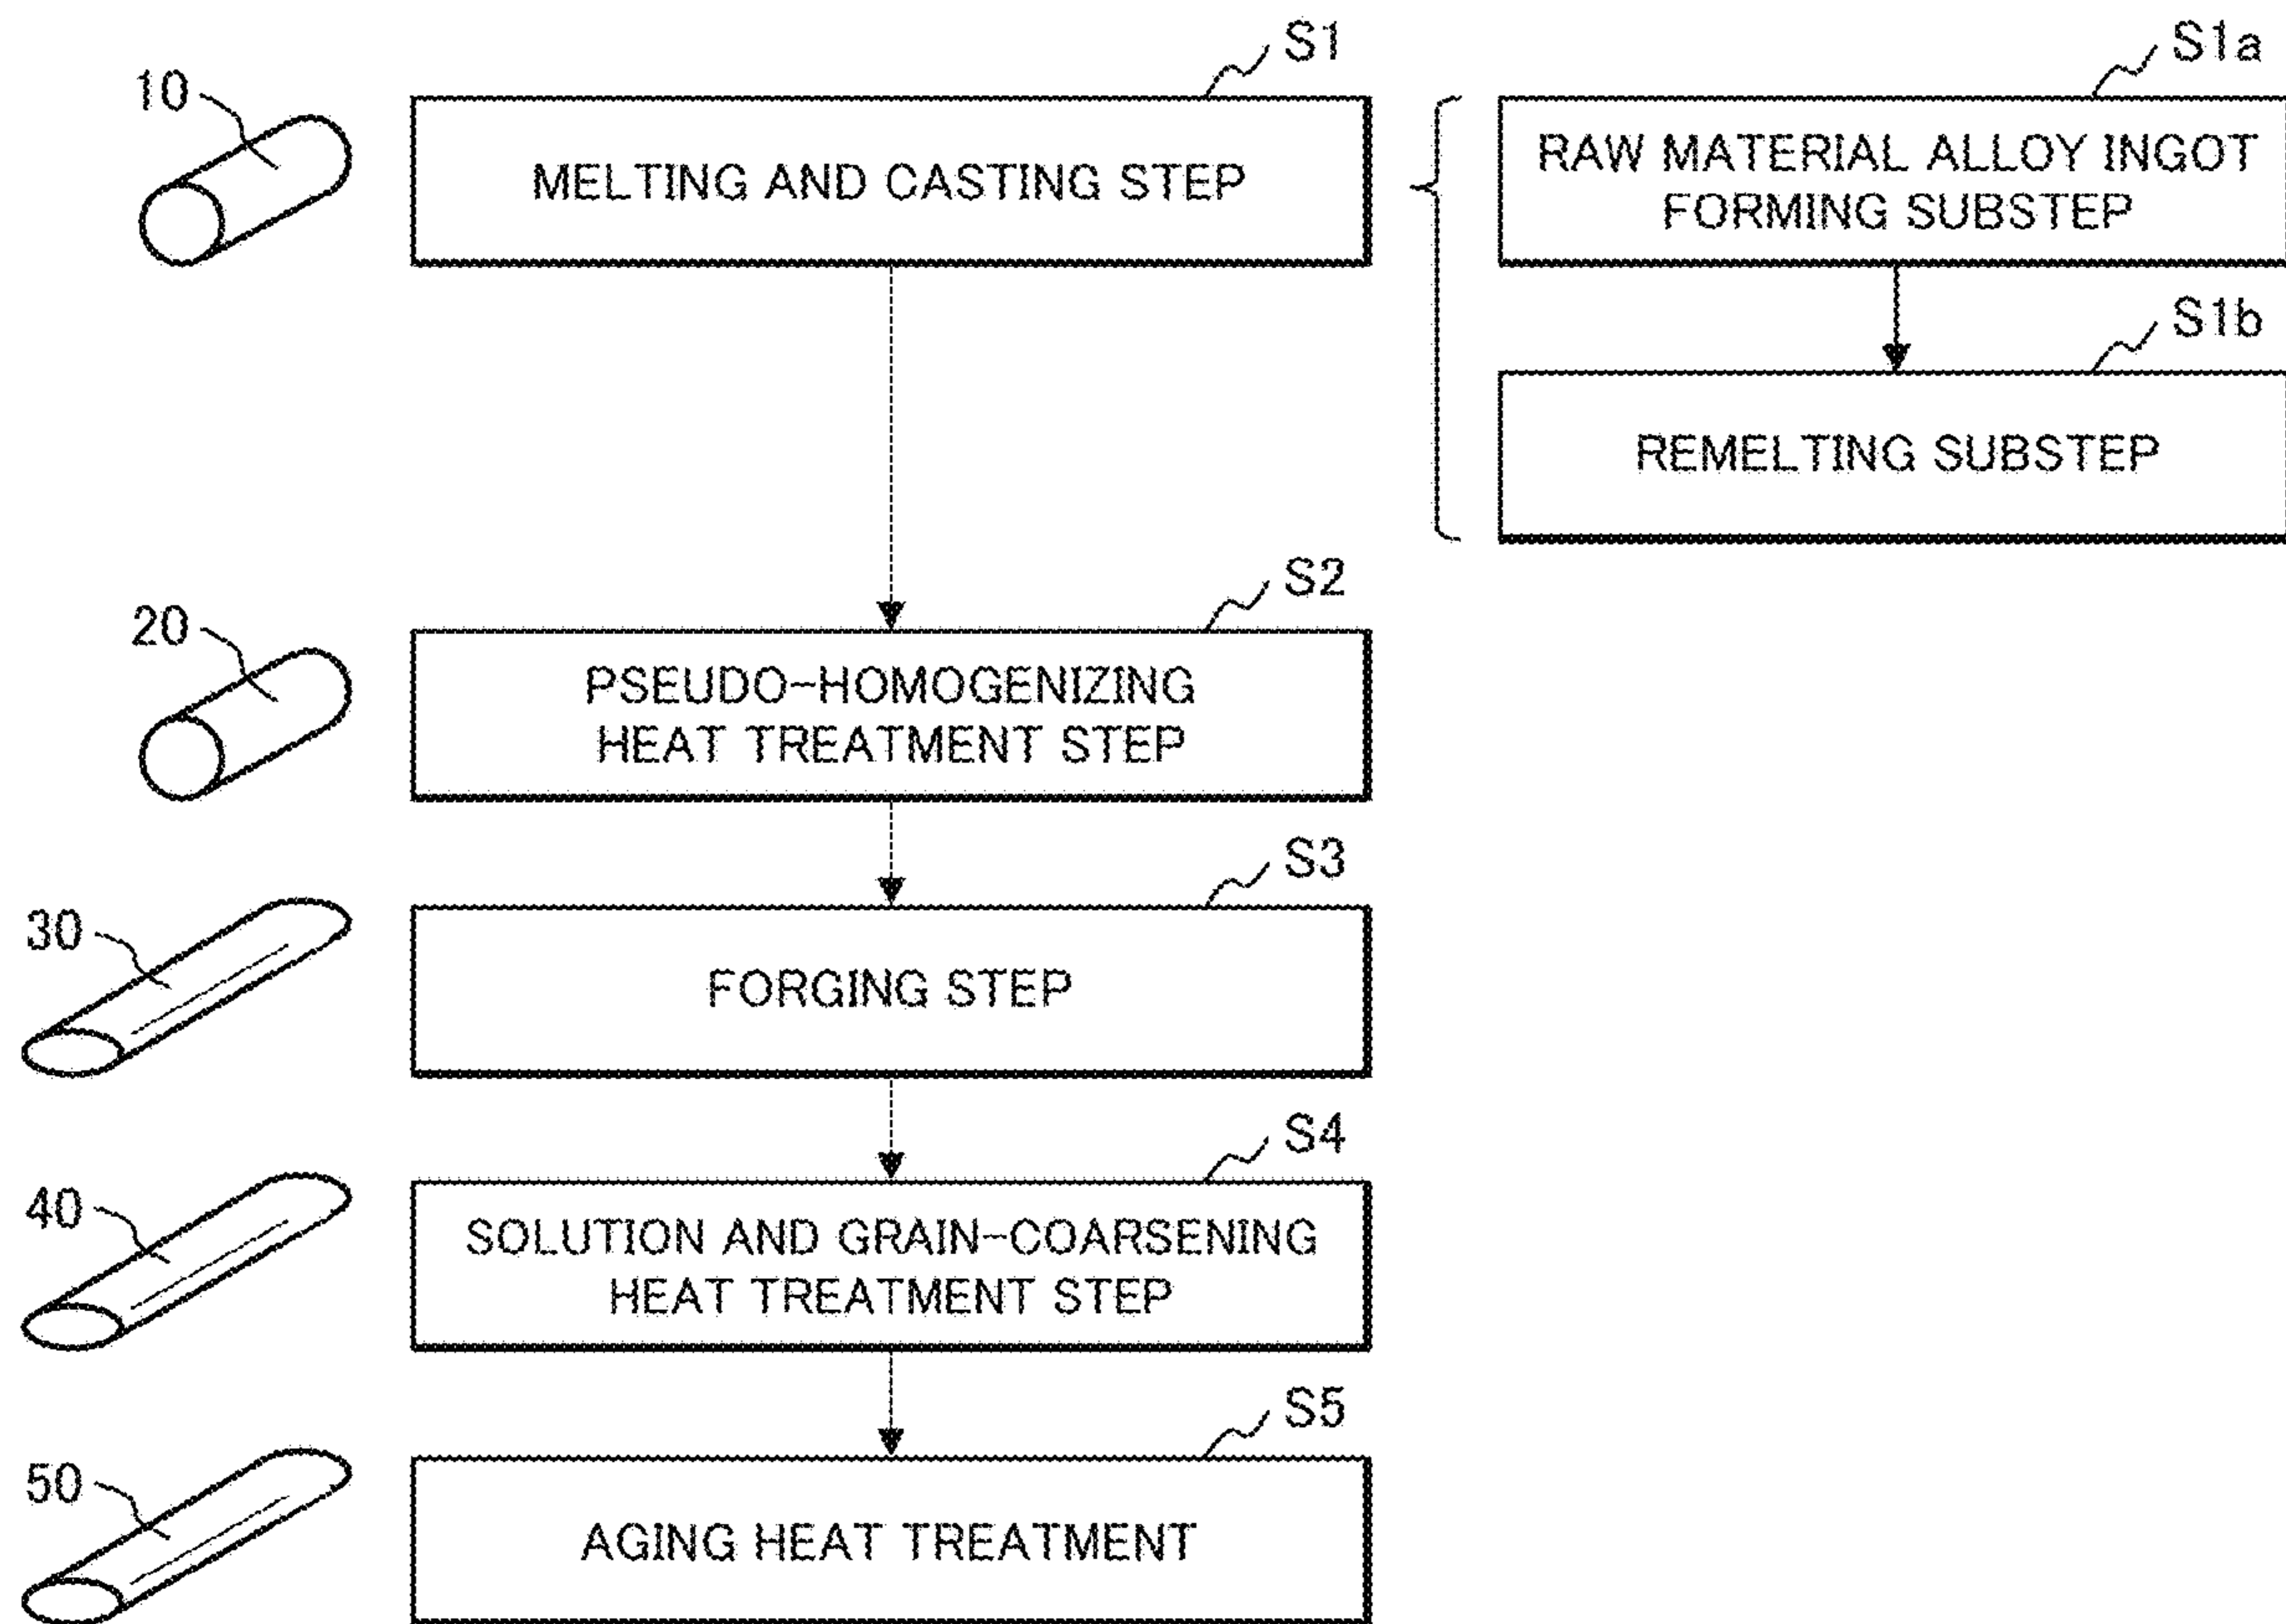 S1
S1a
10
MELTING AND CASTING STEP
RAW MATERIAL ALLOY INGOT
FORMING SUBSTEP
S1b
REMELTING SUBSTEP
S2
20
PSEUDO-HOMOGENIZING
HEAT TREATMENT STEP
S3
30
FORGING STEP
S4
40
SOLUTION AND GRAIN-COARSENING
HEAT TREATMENT STEP
S5
50
AGING HEAT TREATMENT